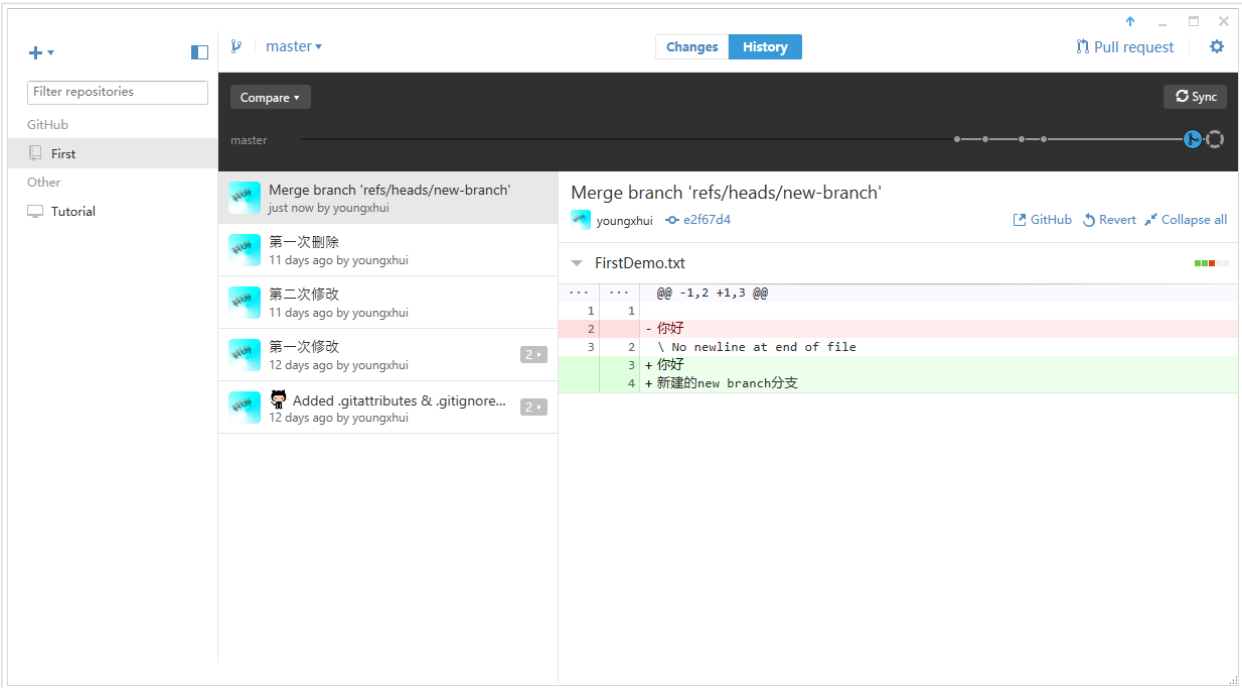 master
Changes
History
Pull request
Filter repositories
GitHub
First
Other
Tutorial
Compare
Sync
master
Merge branch 'refs/heads/new-branch'
just now by youngxhui
第一次删除
11 days ago by youngxhui
第二次修改
11 days ago by youngxhui
第一次修改
12 days ago by youngxhui
2
Added .gitattributes & .gitignore...
12 days ago by youngxhui
2
Merge branch 'refs/heads/new-branch'
youngxhui e2f67d4
GitHub Revert Collapse all
FirstDemo.txt
... ... @@ -1,2 +1,3 @@
1 1
2 - 你好
3 2 \ No newline at end of file
3 + 你好
4 + 新建的new branch分支